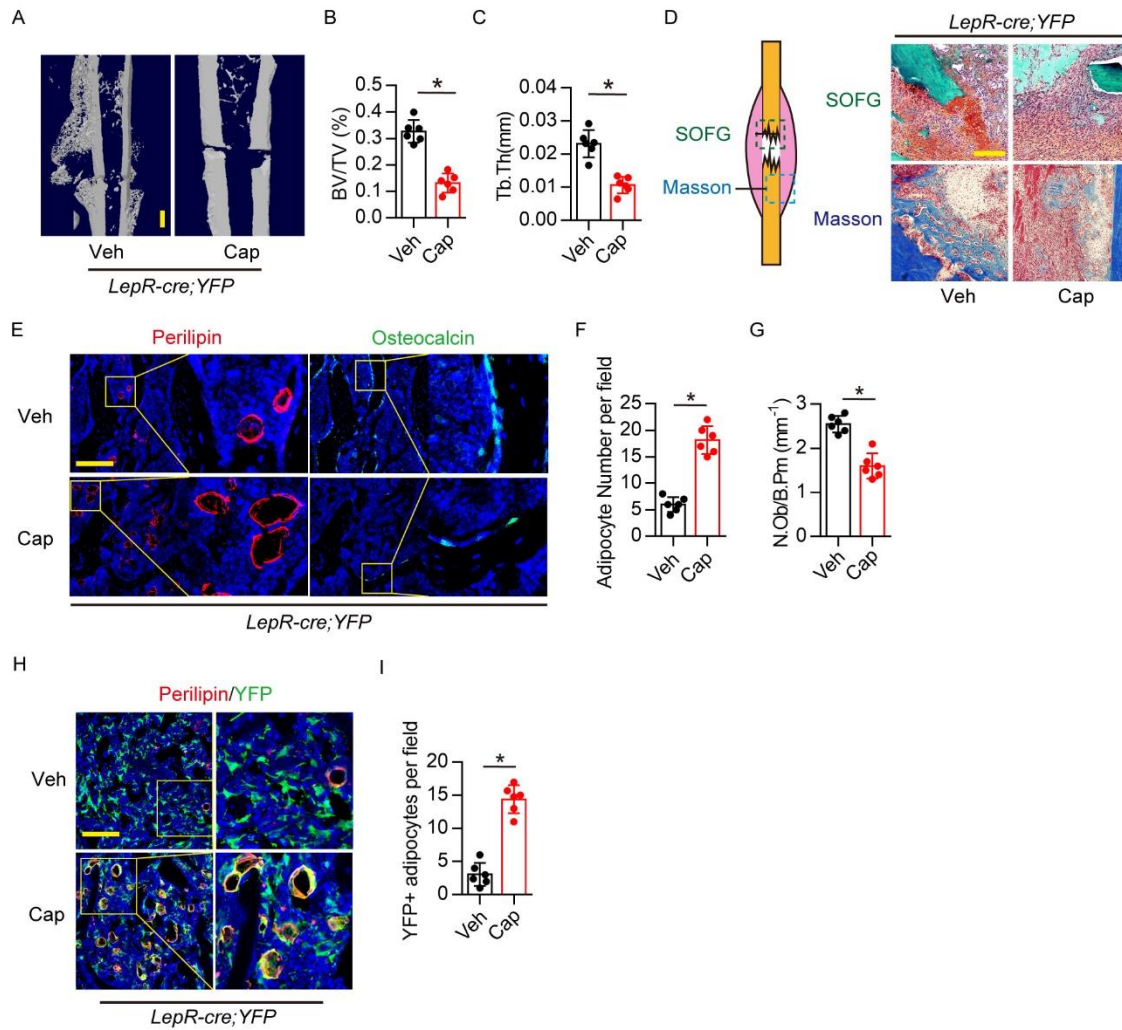 A
Veh
Cap
LepR-cre;YFP
B
BV/TV (%)
0.5
0.4
0.3
0.2
0.1
0.0
*
Veh
Cap
C
Tb.Th(mm)
0.04
0.03
0.02
0.01
0.00
*
Veh
Cap
D
SOFG
Masson
LepR-cre;YFP
SOFG
Masson
Veh
Cap
E
Perilipin
Osteocalcin
Veh
Cap
LepR-cre;YFP
F
Adipocyte Number per field
25
20
15
10
5
0
*
Veh
Cap
G
N.Ob/B.Pm (mm⁻¹)
3
2
1
0
*
Veh
Cap
H
Perilipin/YFP
Veh
Cap
LepR-cre;YFP
I
YFP+ adipocytes per field
20
15
10
5
0
*
Veh
Cap